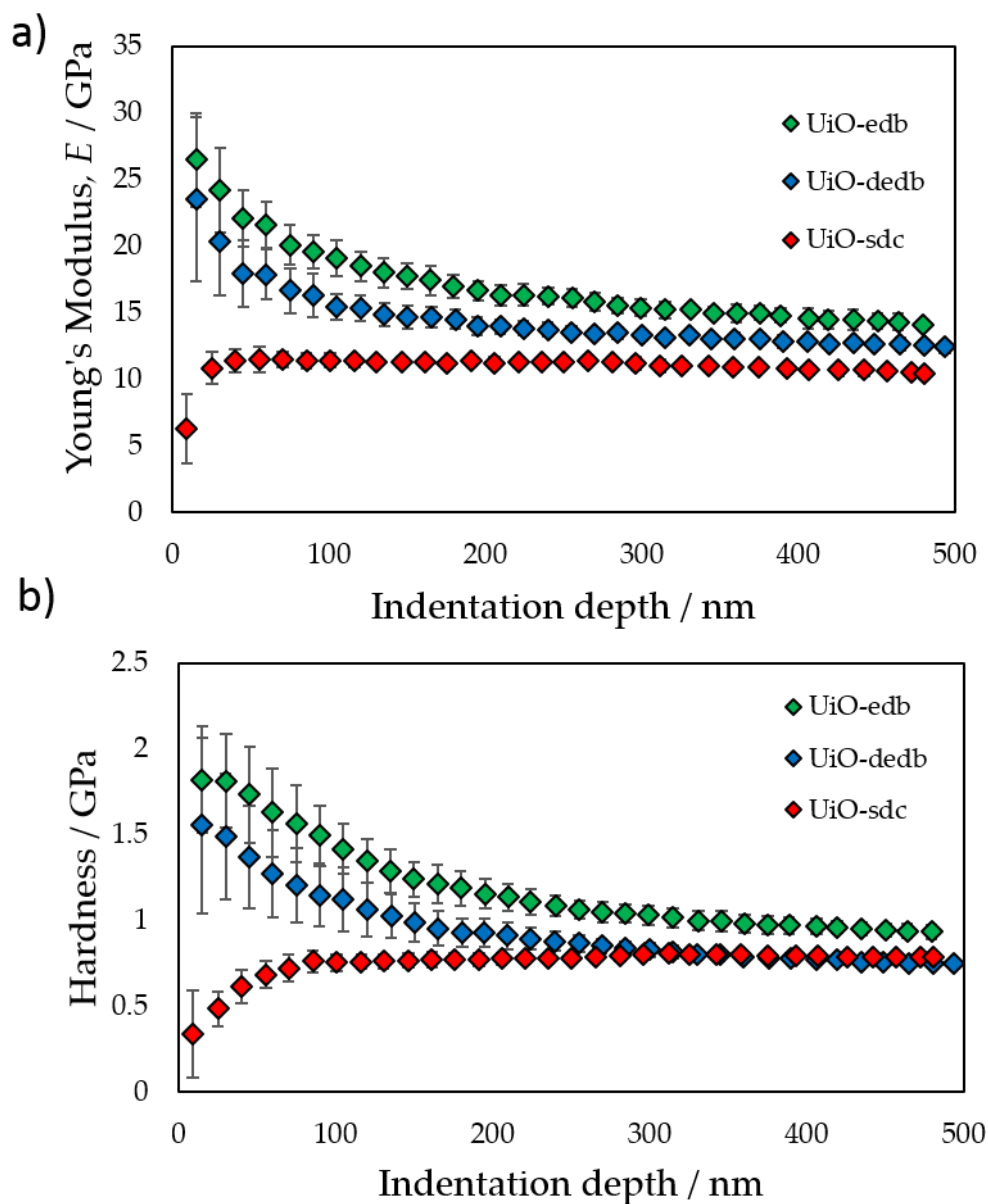 a)
35
30
25
20
15
10
5
0
Young's Modulus, E / GPa
UiO-edb
UiO-dedb
UiO-sdc
0 100 200 300 400 500
Indentation depth / nm
b)
2.5
2
1.5
1
0.5
0
Hardness / GPa
UiO-edb
UiO-dedb
UiO-sdc
0 100 200 300 400 500
Indentation depth / nm